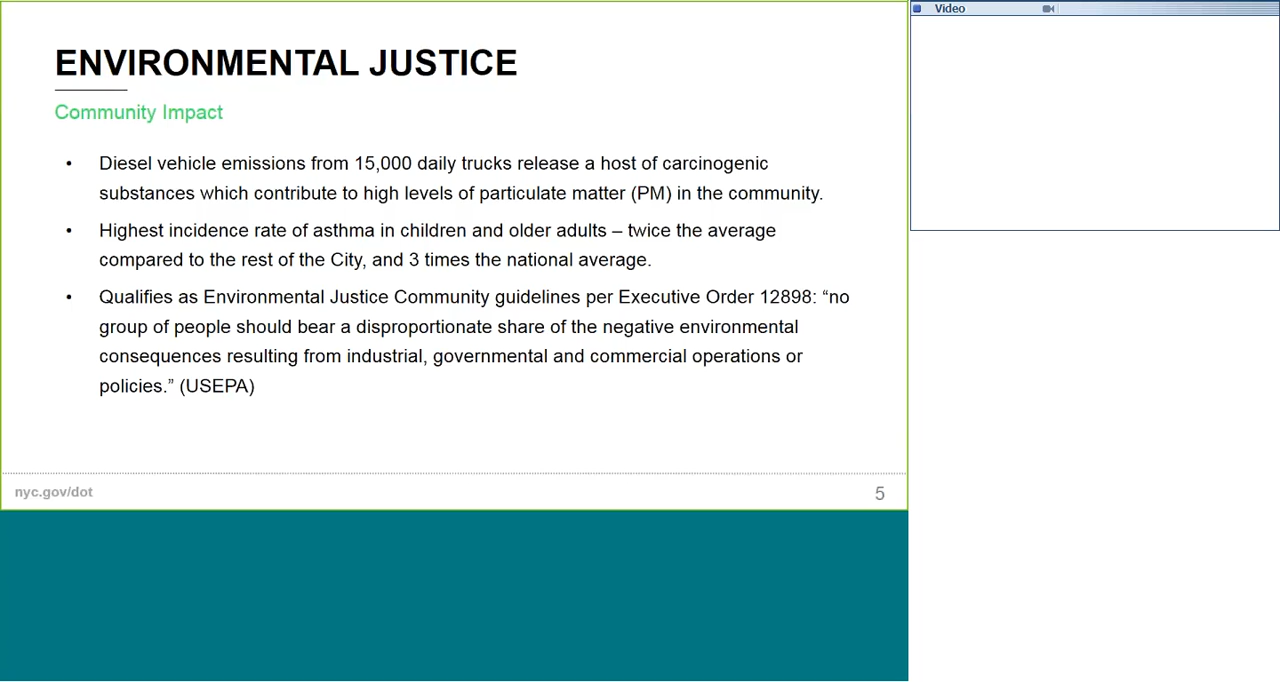 ENVIRONMENTAL JUSTICE
Community Impact
• Diesel vehicle emissions from 15,000 daily trucks release a host of carcinogenic
substances which contribute to high levels of particulate matter (PM) in the community.
• Highest incidence rate of asthma in children and older adults – twice the average
compared to the rest of the City, and 3 times the national average.
• Qualifies as Environmental Justice Community guidelines per Executive Order 12898: “no
group of people should bear a disproportionate share of the negative environmental
consequences resulting from industrial, governmental and commercial operations or
policies.” (USEPA)
nyc.gov/dot
5
Video